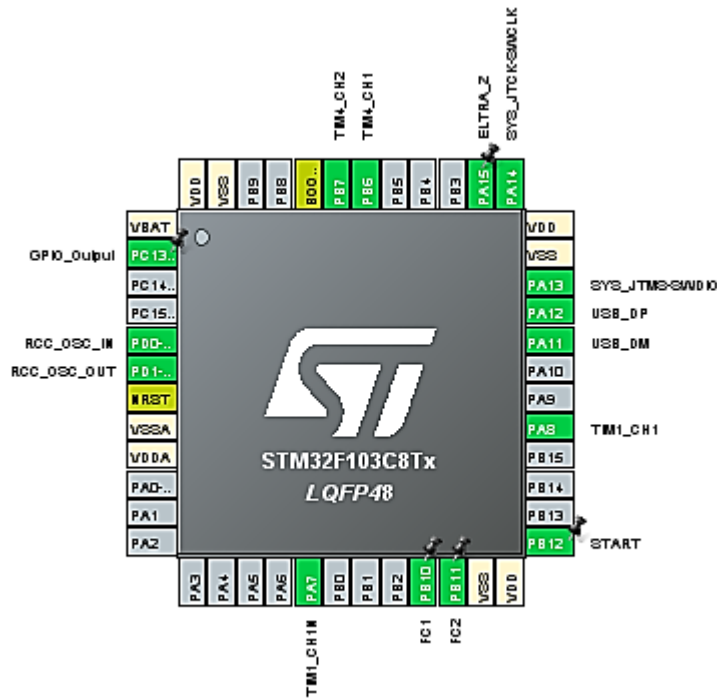 TIM4_CH2
TIM4_CH1
ELTRA_Z
SYS_JTCK-SWCLK
VDD
VSS
PB9
PB8
BOO...
PB7
PB6
PB5
PB4
PB3
PA15
PA14
VBAT
GPIO_Output
PC13..
PC14..
PC15..
RCC_OSC_IN
PD0-..
RCC_OSC_OUT
PD1-..
NRST
VSSA
VDDA
PA0-..
PA1
PA2
VDD
VSS
PA13
SYS_JTMS-SWDIO
PA12
USB_DP
PA11
USB_DM
PA10
PA9
PA8
TIM1_CH1
PB15
PB14
PB13
PB12
START
ST
STM32F103C8Tx
LQFP48
PA3
PA4
PA5
PA6
PA7
PB0
PB1
PB2
PB10
PB11
VSS
VDD
TIM1_CH1N
FC1
FC2